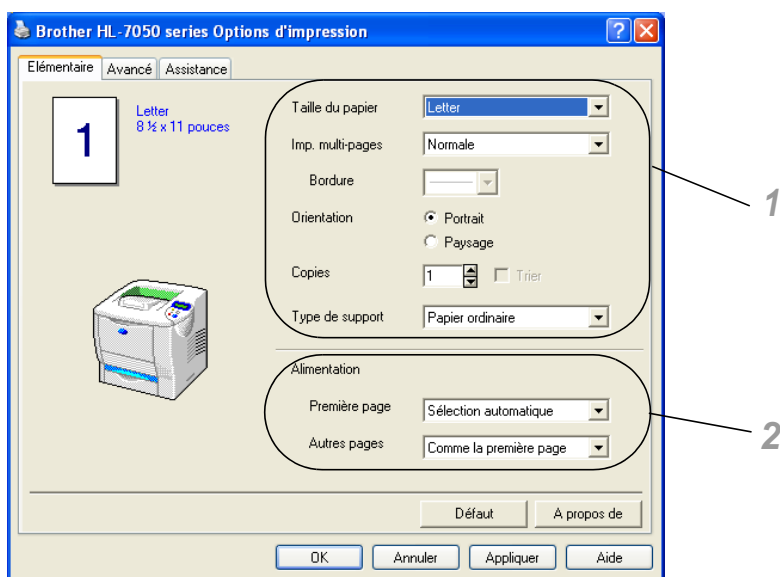 Brother HL-7050 series Options d'impression
Elémentaire Avancé Assistance
1
Letter
8 ½ x 11 pouces
Taille du papier Letter
Imp. multi-pages Normale
Bordure
Orientation Portrait
Paysage
Copies 1 Trier
Type de support Papier ordinaire
1
Alimentation
Première page Sélection automatique
Autres pages Comme la première page
2
Défaut A propos de
OK Annuler Appliquer Aide